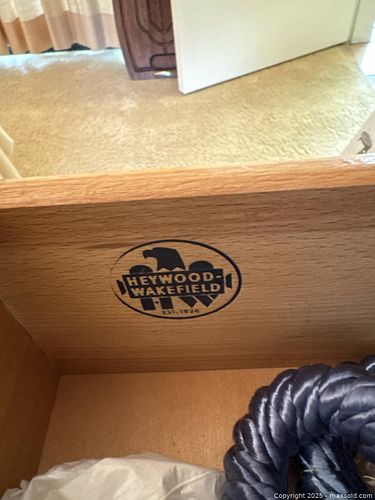 HEYWOOD-
WAKEFIELD
EST. 1826
Copyright 2025 - maxsold.com